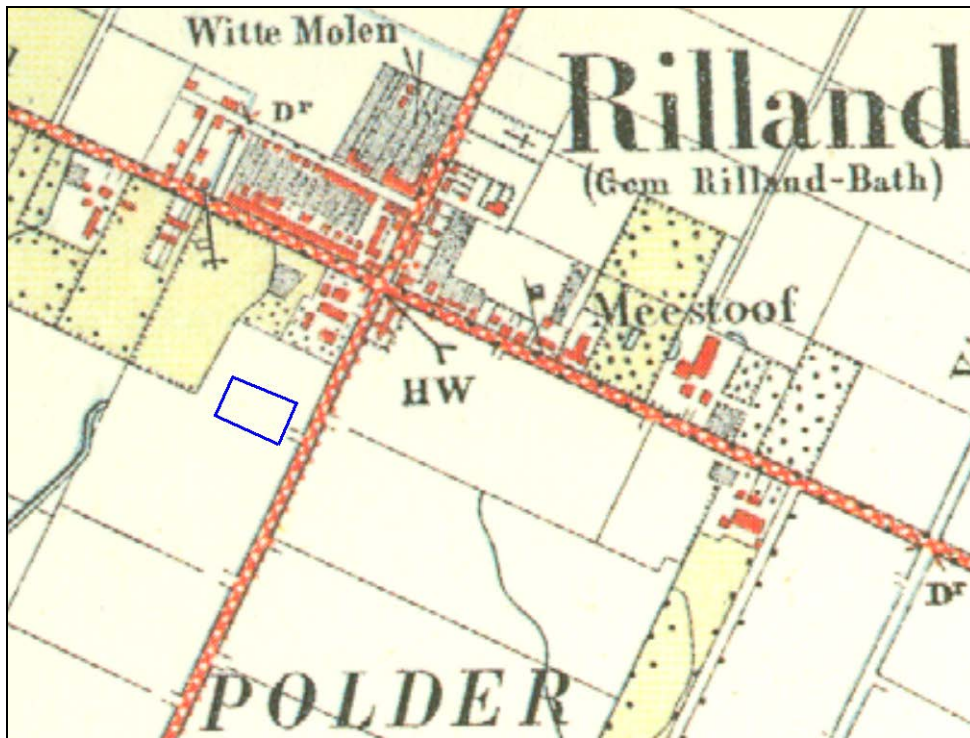 Witte Molen
Dʳ
Rilland
(Gem Rilland-Bath)
Meestoof
HW
Dʳ
POLDER